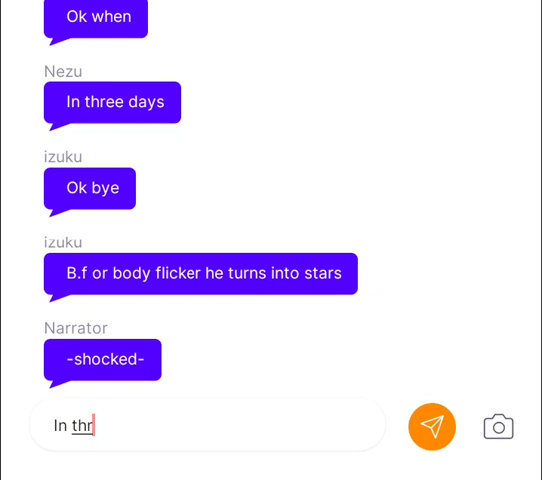 Ok when
Nezu
In three days
izuku
Ok bye
izuku
B.f or body flicker he turns into stars
Narrator
-shocked-
In thr